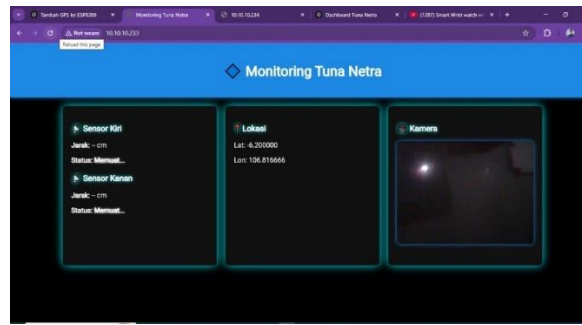 Tambah GPS ke ESP8266
Monitoring Tuna Netra
10.10.10.234
Dashboard Tuna Netra
(1287) Smart Wrist watch
Not secure
10.10.10.233
Reload this page
Monitoring Tuna Netra
Sensor Kiri
Jarak: -- cm
Status: Memuat...
Sensor Kanan
Jarak: -- cm
Status: Memuat...
Lokasi
Lat: -6.200000
Lon: 106.816666
Kamera